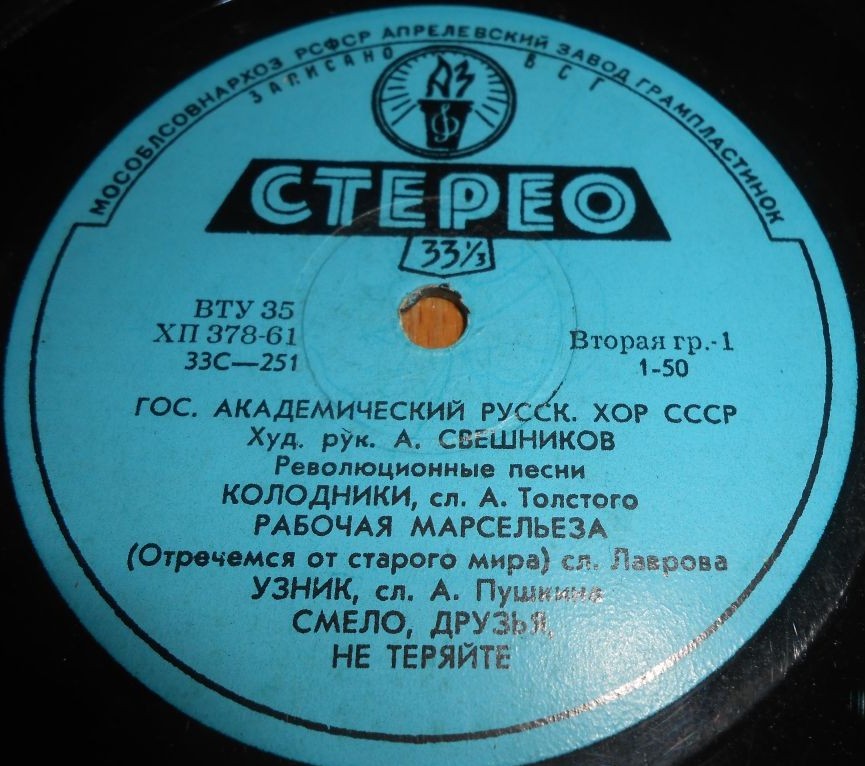 МОСОБЛСОВНАРХОЗ РСФСР АПРЕЛЕВСКИЙ ЗАВОД ГРАМПЛАСТИНОК
ЗАПИСАНО ВСГ
АЗ
СТЕРЕО
33⅓
ВТУ 35
ХП 378-61
33С—251
Вторая гр.-1
1-50
ГОС. АКАДЕМИЧЕСКИЙ РУССК. ХОР СССР
Худ. рук. А. СВЕШНИКОВ
Революционные песни
КОЛОДНИКИ, сл. А. Толстого
РАБОЧАЯ МАРСЕЛЬЕЗА
(Отречемся от старого мира) сл. Лаврова
УЗНИК, сл. А. Пушкина
СМЕЛО, ДРУЗЬЯ,
НЕ ТЕРЯЙТЕ